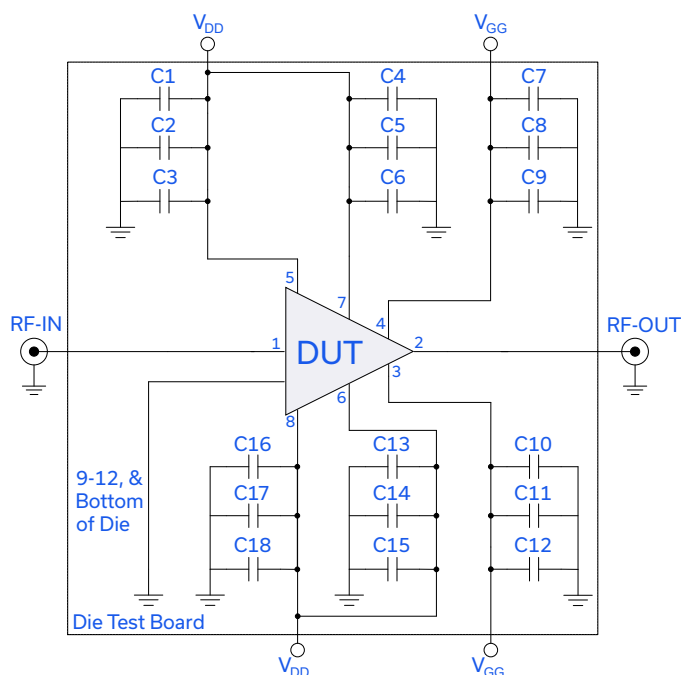 VDD
VGG
C1
C4
C7
C2
C5
C8
C3
C6
C9
5
7
4
RF-IN
RF-OUT
1
DUT
2
3
6
8
C16
C13
C10
9-12, &
Bottom
of Die
C17
C14
C11
C18
C15
C12
Die Test Board
VDD
VGG